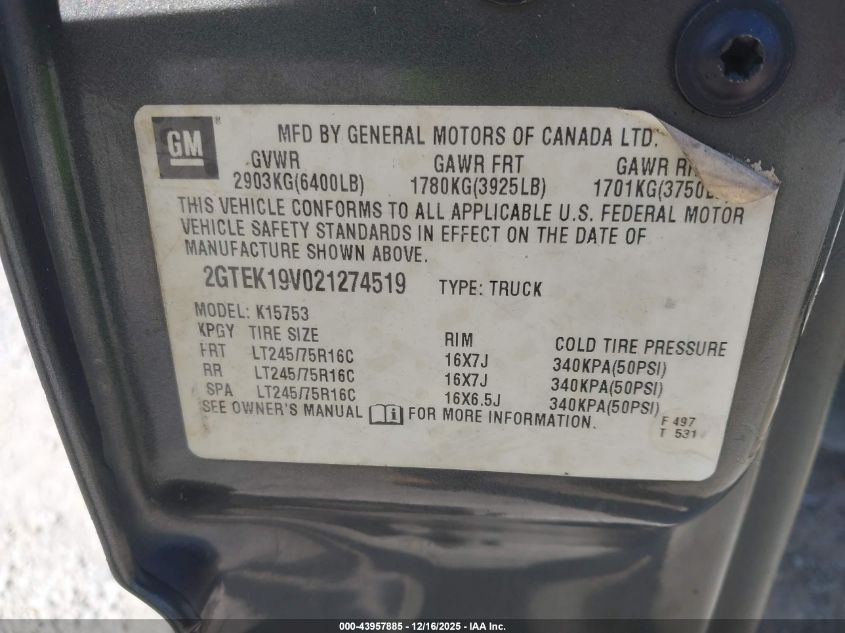 GM ®
MFD BY GENERAL MOTORS OF CANADA LTD.
GVWR GAWR FRT GAWR
2903KG(6400LB) 1780KG(3925LB) 1701KG(3750
THIS VEHICLE CONFORMS TO ALL APPLICABLE U.S. FEDERAL MOTOR
VEHICLE SAFETY STANDARDS IN EFFECT ON THE DATE OF
MANUFACTURE SHOWN ABOVE.
2GTEK19V021274519 TYPE: TRUCK
MODEL: K15753
KPGY TIRE SIZE RIM COLD TIRE PRESSURE
FRT LT245/75R16C 16X7J 340KPA(50PSI)
RR LT245/75R16C 16X7J 340KPA(50PSI)
SPA LT245/75R16C 16X6.5J 340KPA(50PSI)
SEE OWNER'S MANUAL FOR MORE INFORMATION.
F 497
T 531
000-43957885 - 12/16/2025 - IAA Inc.